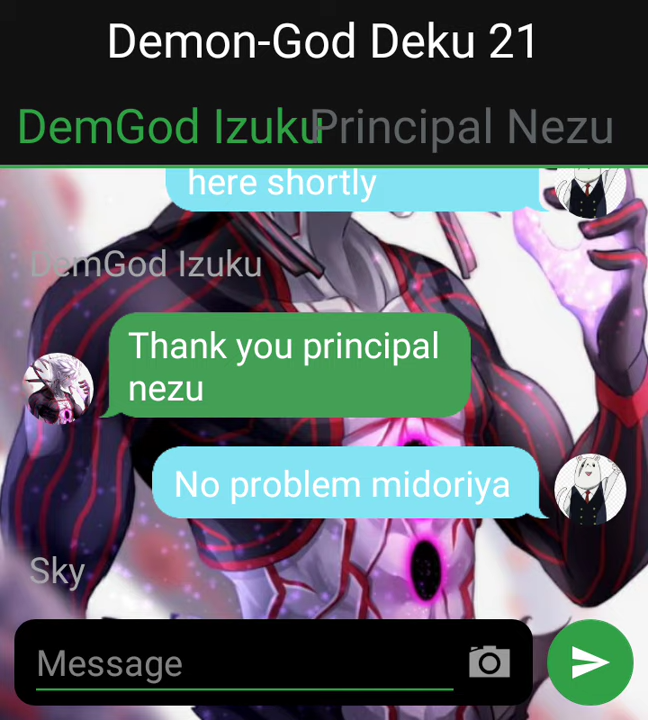 Demon-God Deku 21
DemGod Izuku Principal Nezu
here shortly
DemGod Izuku
Thank you principal
nezu
No problem midoriya
Sky
Message